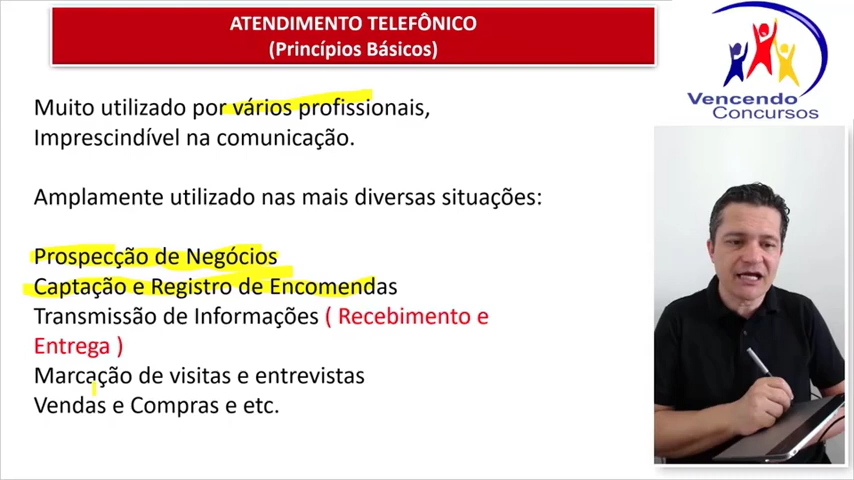 ATENDIMENTO TELEFÔNICO
(Princípios Básicos)
Vencendo
Concursos
Muito utilizado por vários profissionais,
Imprescindível na comunicação.
Amplamente utilizado nas mais diversas situações:
Prospecção de Negócios
Captação e Registro de Encomendas
Transmissão de Informações ( Recebimento e
Entrega )
Marcação de visitas e entrevistas
Vendas e Compras e etc.